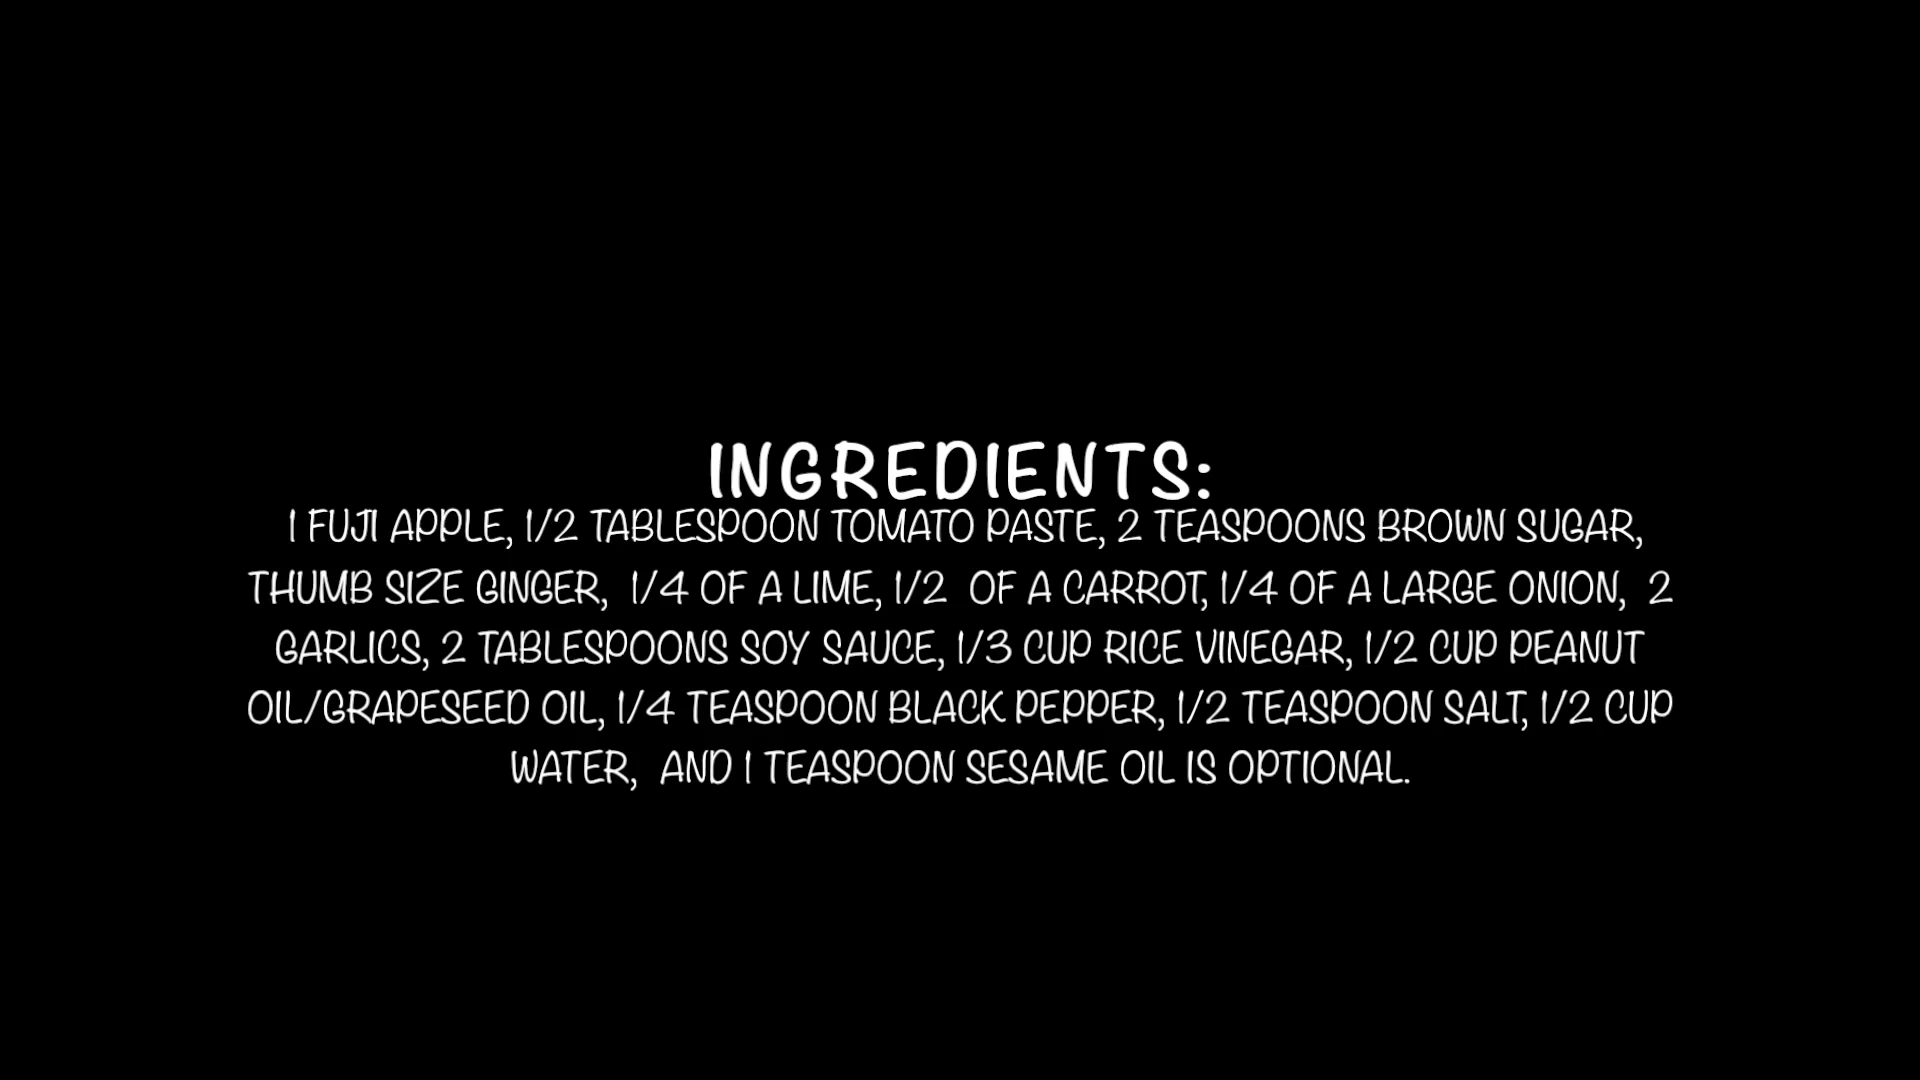 INGREDIENTS:
1 FUJI APPLE, 1/2 TABLESPOON TOMATO PASTE, 2 TEASPOONS BROWN SUGAR,
THUMB SIZE GINGER, 1/4 OF A LIME, 1/2 OF A CARROT, 1/4 OF A LARGE ONION, 2
GARLICS, 2 TABLESPOONS SOY SAUCE, 1/3 CUP RICE VINEGAR, 1/2 CUP PEANUT
OIL/GRAPESEED OIL, 1/4 TEASPOON BLACK PEPPER, 1/2 TEASPOON SALT, 1/2 CUP
WATER, AND 1 TEASPOON SESAME OIL IS OPTIONAL.